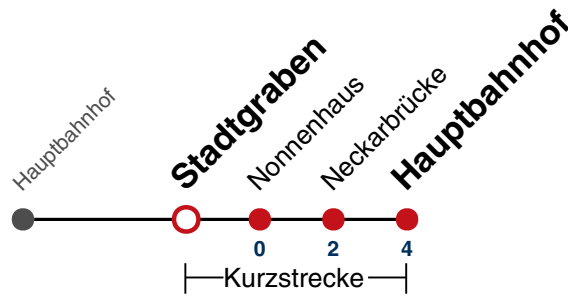 Hauptbahnhof
Stadtgraben
Nonnenhaus
Neckarbrücke
Hauptbahnhof
0 2 4
Kurzstrecke